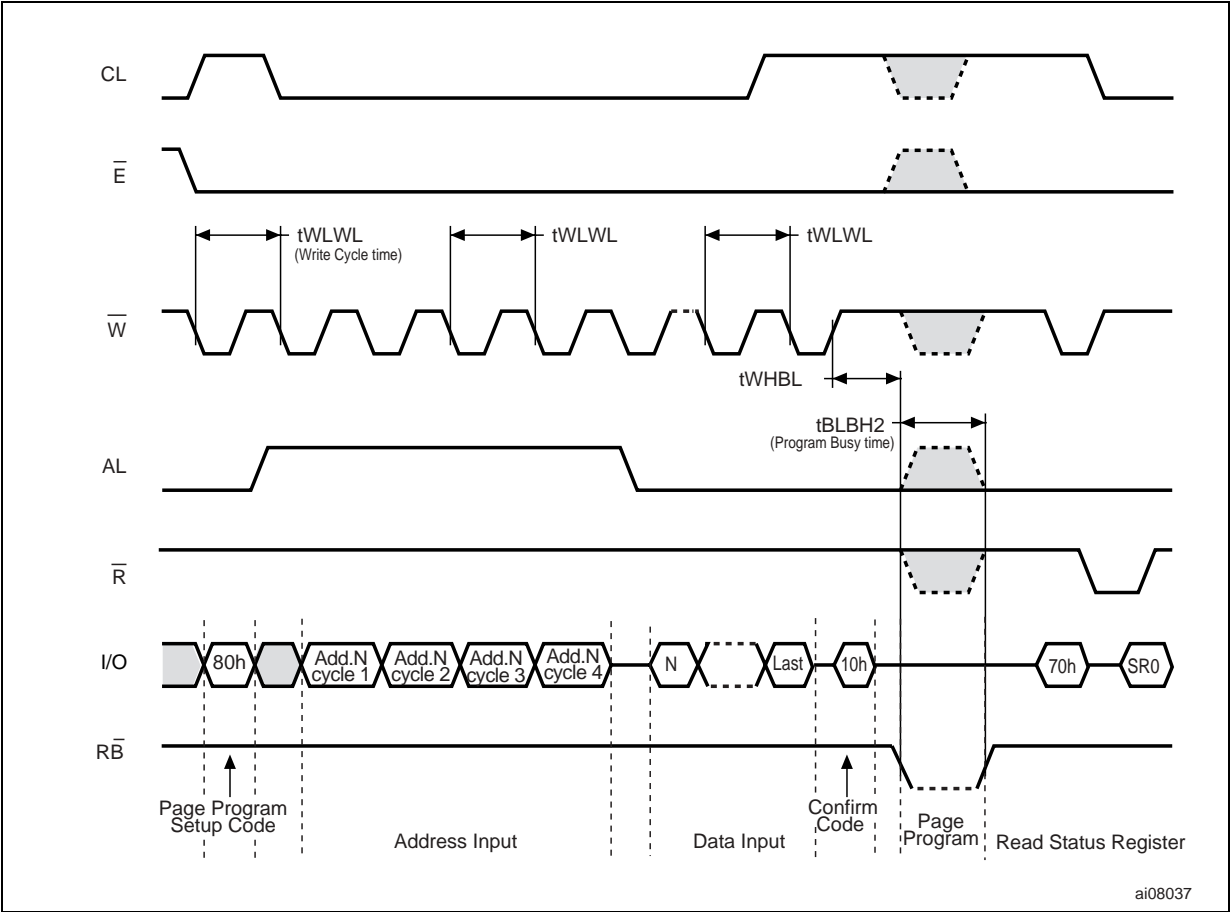 CL
E
tWLWL
(Write Cycle time)
tWLWL
tWLWL
W
tWHBL
tBLBH2
(Program Busy time)
AL
R
I/O
80h
Add.N
cycle 1
Add.N
cycle 2
Add.N
cycle 3
Add.N
cycle 4
N
Last
10h
70h
SR0
RB
Page Program
Setup Code
Address Input
Data Input
Confirm
Code
Page
Program
Read Status Register
ai08037